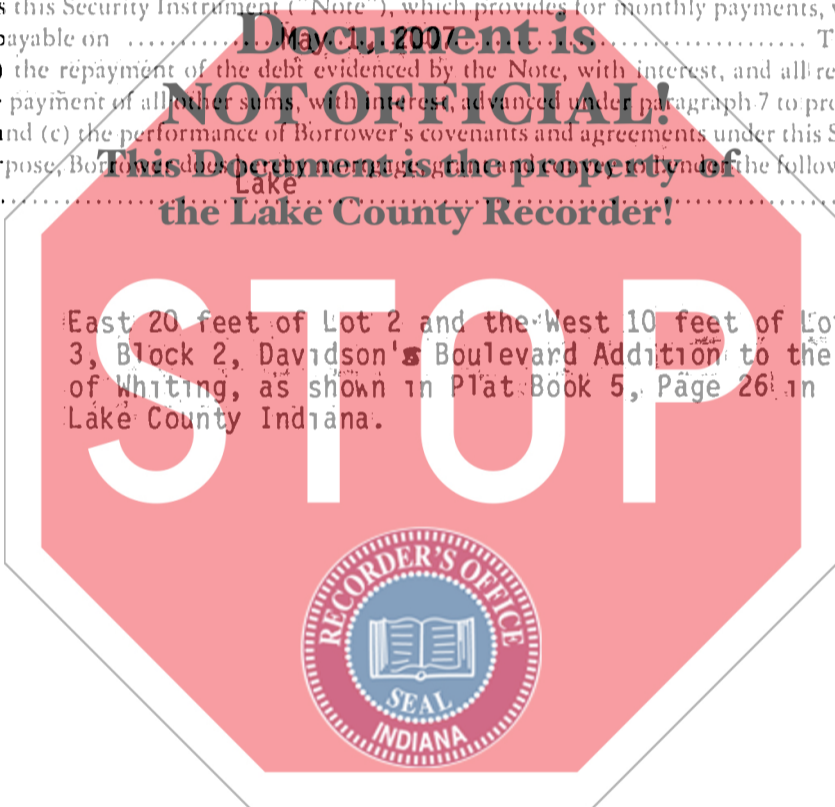 this Security Instrument ("Note"), which provides for monthly payments,
payable on May 1, 2007 T
the repayment of the debt evidenced by the Note, with interest, and all re
payment of all other sums, with interest, advanced under paragraph 7 to pro
nd (c) the performance of Borrower's covenants and agreements under this S
rpose, Borrower does hereby mortgage, grant and convey to Lender the follow
Lake
Document is
NOT OFFICIAL!
This Document is the property of
the Lake County Recorder!
STOP
East 20 feet of Lot 2 and the West 10 feet of Lo
3, Block 2, Davidson's Boulevard Addition to the
of Whiting, as shown in Plat Book 5, Page 26 in
Lake County Indiana.
RECORDER'S OFFICE
SEAL
INDIANA